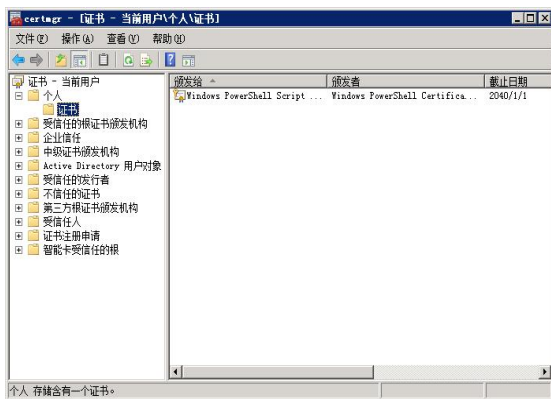 certmgr - [证书 - 当前用户\个人\证书]
文件(F) 操作(A) 查看(V) 帮助(H)
证书 - 当前用户
个人
证书
受信任的根证书颁发机构
企业信任
中级证书颁发机构
Active Directory 用户对象
受信任的发行者
不信任的证书
第三方根证书颁发机构
受信任人
证书注册申请
智能卡受信任的根
颁发给 颁发者 截止日期
Windows PowerShell Script ... Windows PowerShell Certifica... 2040/1/1
个人 存储含有一个证书。